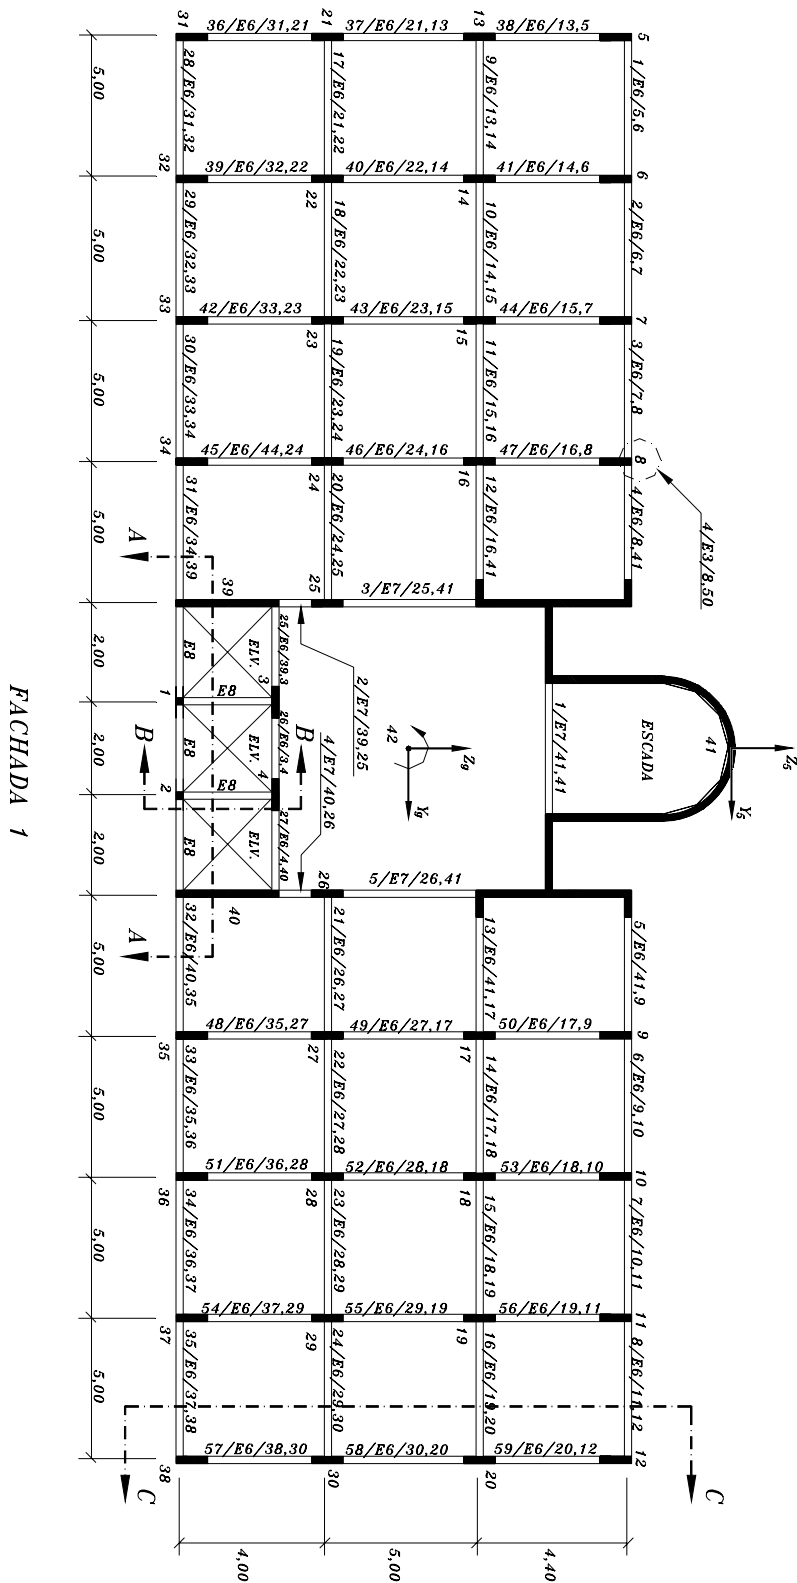 31
36/E6/31,21
21
37/E6/21,13
13
38/E6/13,5
5
28/E6/31,32
17/E6/21,22
9/E6/13,14
1/E6/5,6
5,00
32
39/E6/32,22
22
40/E6/22,14
14
41/E6/14,6
6
29/E6/32,33
18/E6/22,23
10/E6/14,15
2/E6/6,7
5,00
33
42/E6/33,23
23
43/E6/23,15
15
44/E6/15,7
7
30/E6/33,34
19/E6/23,24
11/E6/15,16
3/E6/7,8
5,00
34
45/E6/44,24
24
46/E6/24,16
16
47/E6/16,8
8
31/E6/34,39
20/E6/24,25
12/E6/16,41
4/E6/8,41
4/E3/8,50
5,00
A
39
25
3/E7/25,41
2,00
E8
ELV. 3
25/E6/39,3
2/E7/39,25
1
E8
2,00
B
E8
ELV. 4
26/E6/3,4
B
4/E7/40,26
42
Zg
Yg
1/E7/41,41
ESCADA
41
Z5
Y5
2
E8
2,00
E8
ELV.
27/E6/4,40
26
5/E7/26,41
40
A
5,00
32/E6/40,35
21/E6/26,27
13/E6/41,17
5/E6/41,9
35
48/E6/35,27
27
49/E6/27,17
17
50/E6/17,9
9
5,00
33/E6/35,36
22/E6/27,28
14/E6/17,18
6/E6/9,10
36
51/E6/36,28
28
52/E6/28,18
18
53/E6/18,10
10
5,00
34/E6/36,37
23/E6/28,29
15/E6/18,19
7/E6/10,11
37
54/E6/37,29
29
55/E6/29,19
19
56/E6/19,11
11
5,00
35/E6/37,38
24/E6/29,30
16/E6/19,20
8/E6/11,12
38
57/E6/38,30
30
58/E6/30,20
20
59/E6/20,12
12
C
C
4,00
5,00
4,40
FACHADA 1